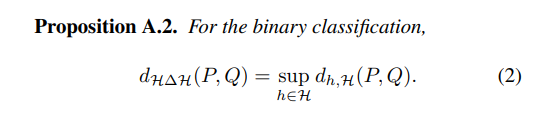 Proposition A.2. For the binary classification,
d_{\mathcal{H}\Delta\mathcal{H}}(P, Q) = \sup_{h \in \mathcal{H}} d_{h,\mathcal{H}}(P, Q). (2)